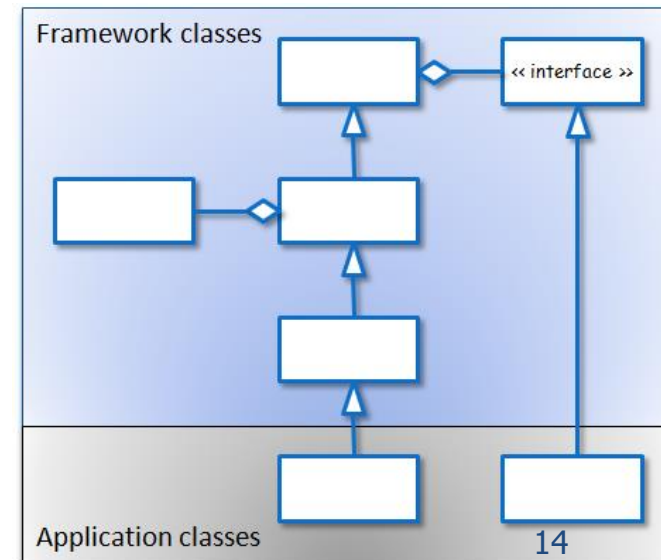 Framework classes
<< interface >>
Application classes
14